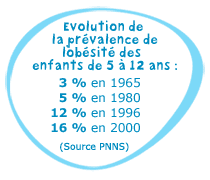 Evolution de
la prévalence de
lobésité des
enfants de 5 à 12 ans :
3 % en 1965
5 % en 1980
12 % en 1996
16 % en 2000
(Source PNNS)